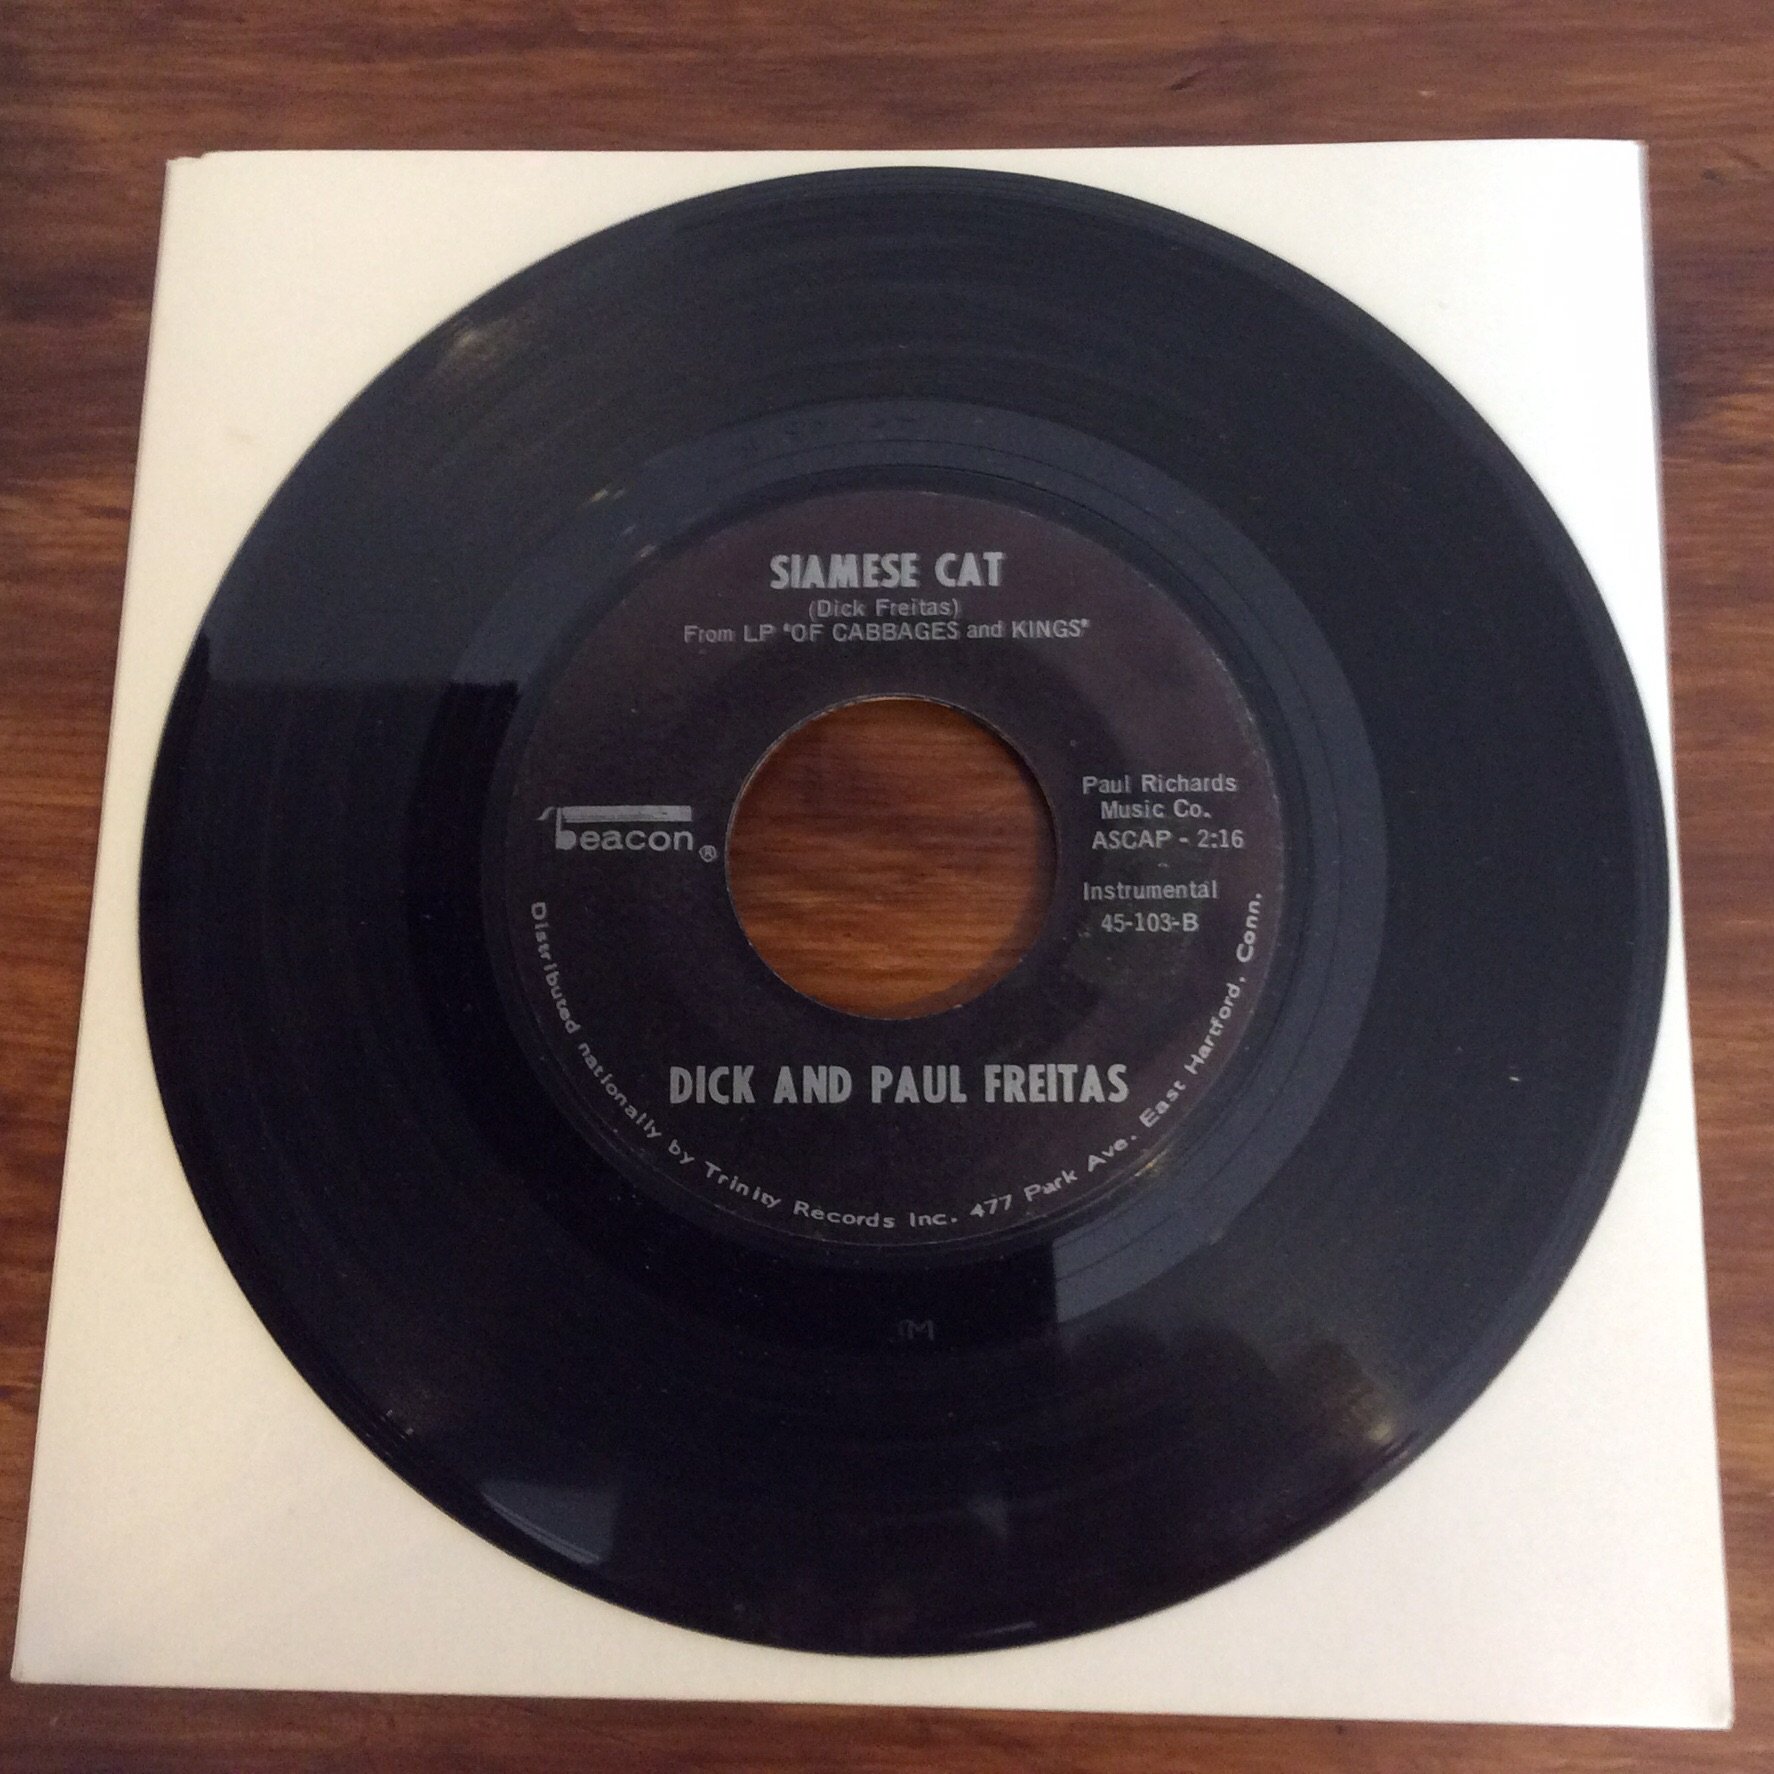 SIAMESE CAT
(Dick Freitas)
From LP "OF CABBAGES and KINGS"
beacon ®
Paul Richards
Music Co.
ASCAP - 2:16
Instrumental
45-103-B
DICK AND PAUL FREITAS
Distributed nationally by Trinity Records Inc. 477 Park Ave. East Hartford, Conn.